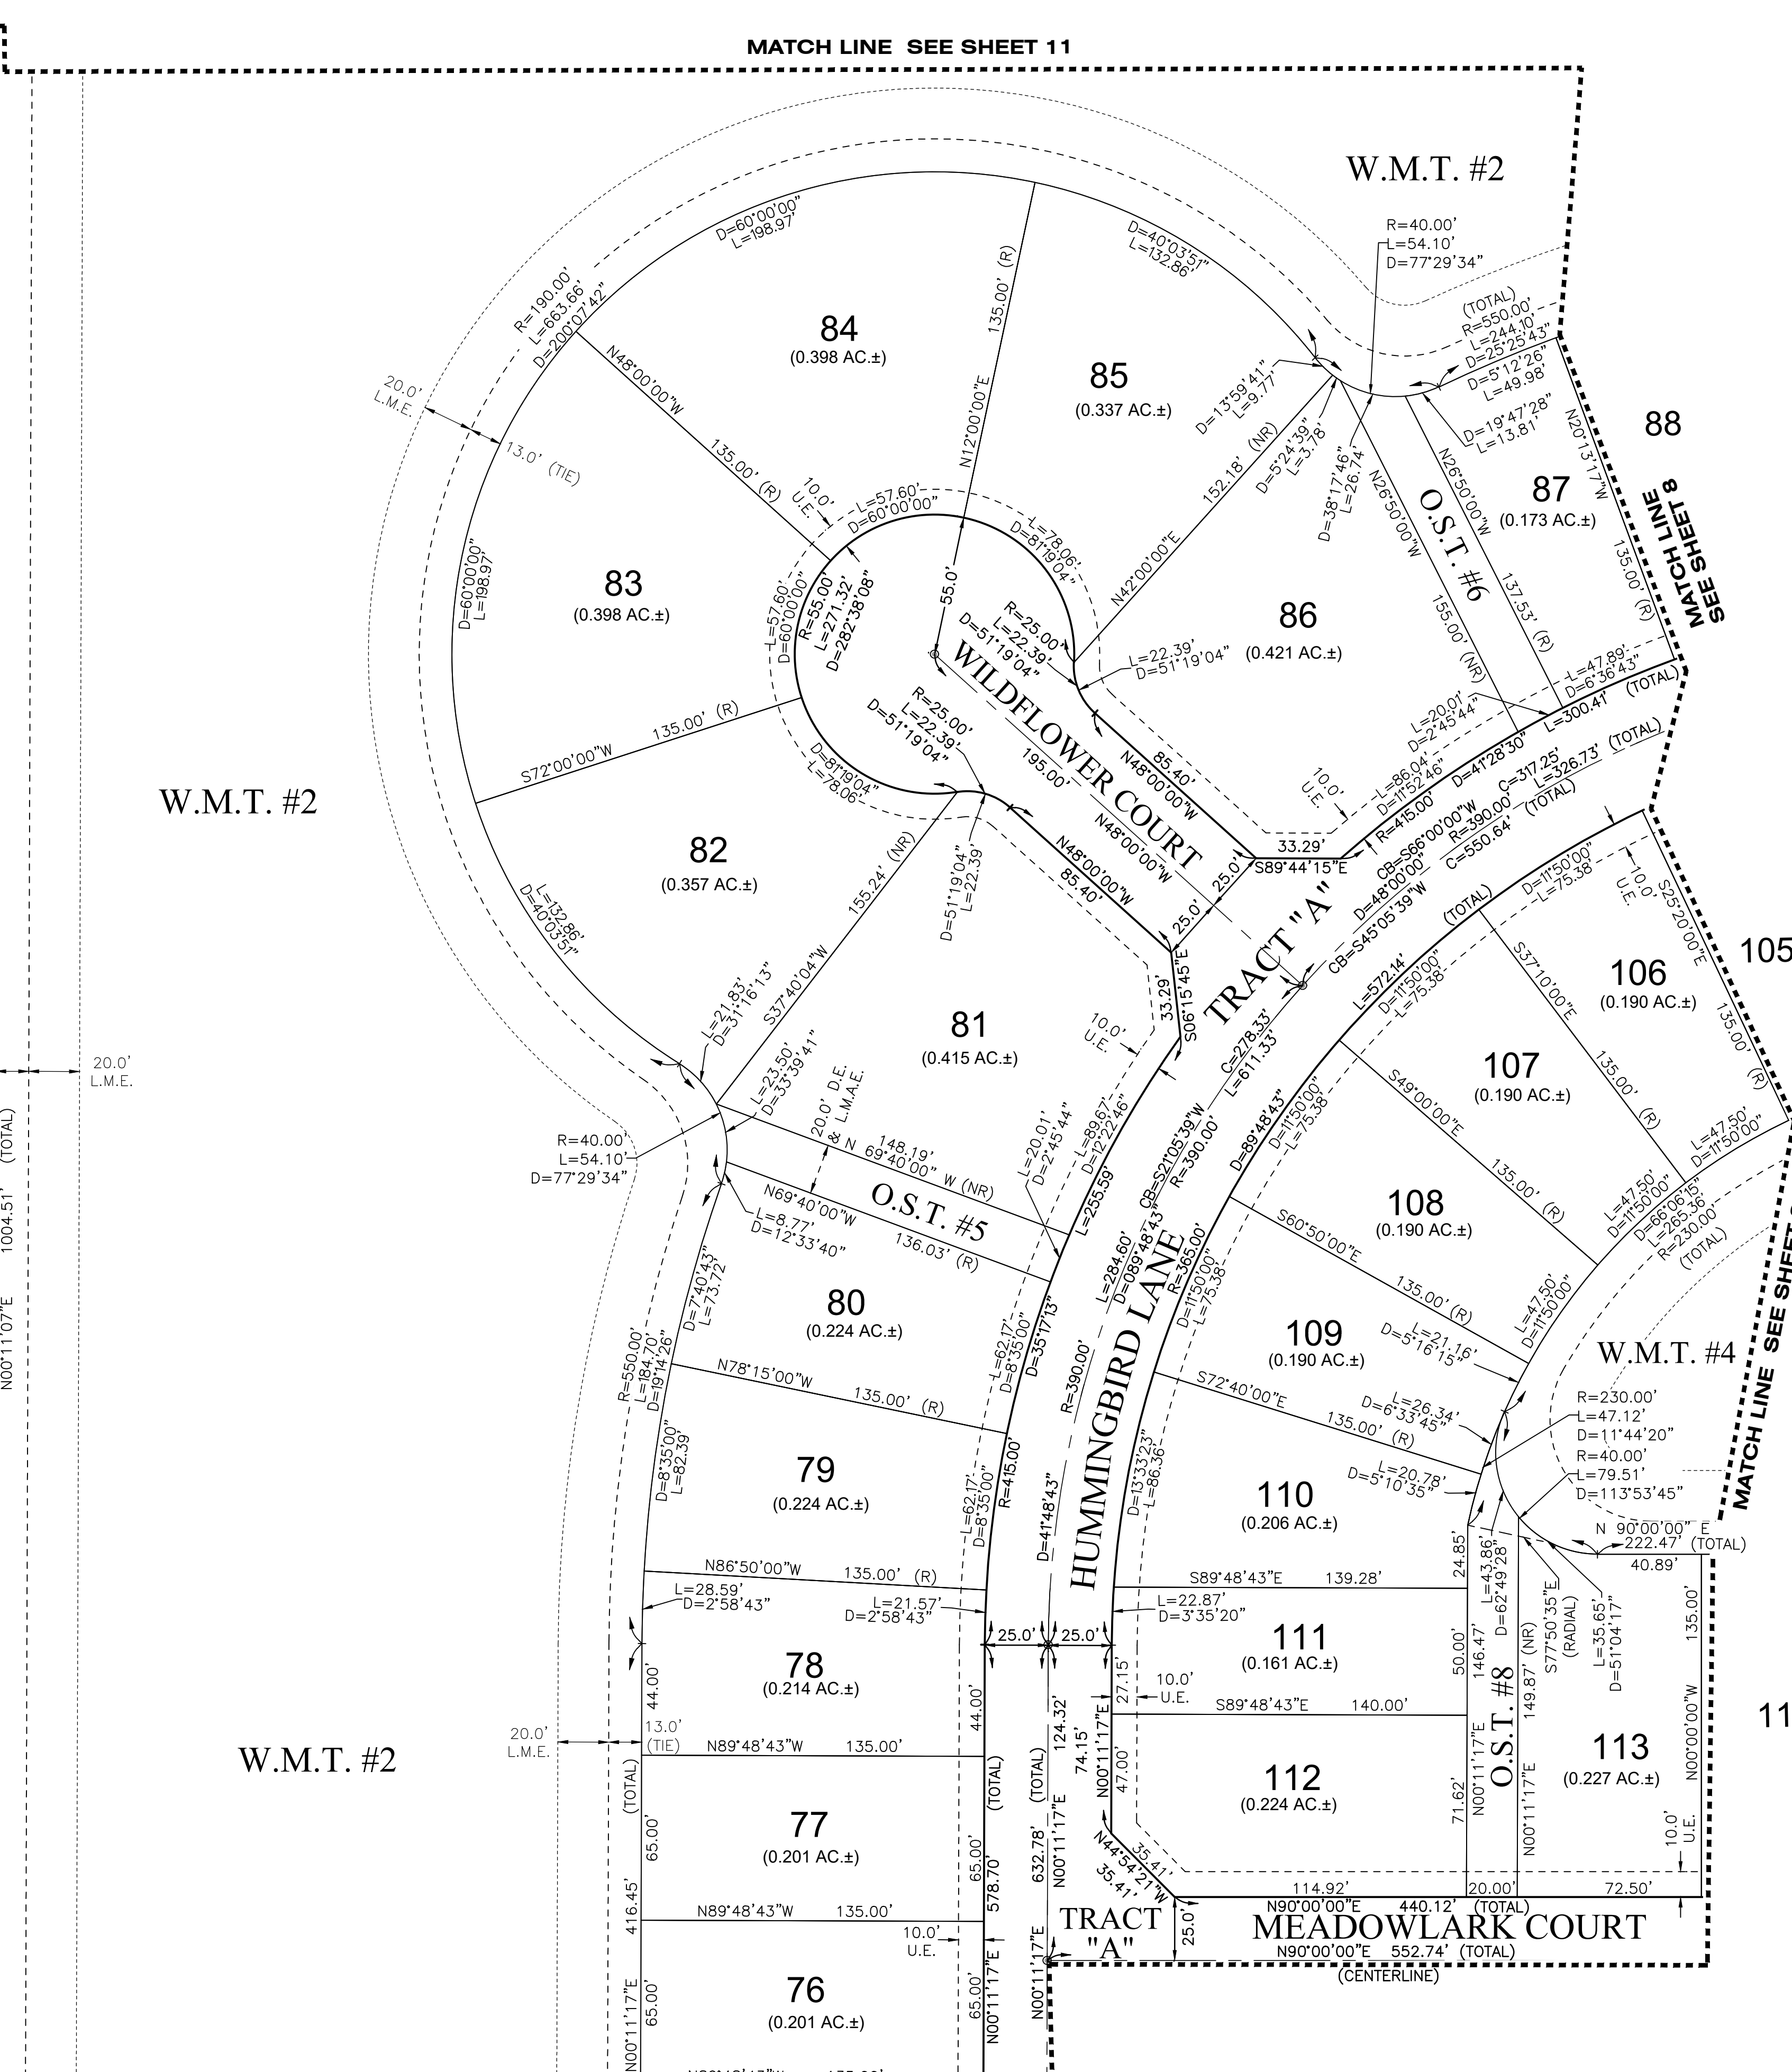 MATCH LINE SEE SHEET 11
W.M.T. #2
R=40.00'
L=54.10'
D=77°29'34"
D=60°00'00"
L=198.97'
D=40°03'51"
L=132.86'
R=190.00'
L=663.66'
D=200°07'42"
(TOTAL)
R=550.00'
L=244.10'
D=25°25'43"
D=5°12'26"
L=49.98'
D=19°47'28"
L=13.81'
84
(0.398 AC.±)
135.00' (R)
N12°00'00"E
85
(0.337 AC.±)
D=13°59'41"
L=9.77'
D=5°24'39"
L=3.78'
D=38°17'46"
L=26.74'
N48°00'00"W
135.00' (R)
20.0'
L.M.E.
13.0' (TIE)
10.0'
U.E.
L=57.60'
D=60°00'00"
L=78.06'
D=81°19'04"
152.18' (NR)
N42°00'00"E
N26°50'00"W
155.00' (NR)
O.S.T. #6
N26°50'00"W
137.53' (R)
87
(0.173 AC.±)
N20°13'17"W
135.00' (R)
88
MATCH LINE
SEE SHEET 8
83
(0.398 AC.±)
D=60°00'00"
L=198.97'
L=57.60'
D=60°00'00"
R=55.00'
L=271.32'
D=282°38'08"
55.0'
R=25.00'
L=22.39'
D=51°19'04"
L=22.39'
D=51°19'04"
86
(0.421 AC.±)
L=47.89'
D=6°36'43"
L=300.41' (TOTAL)
L=20.01'
D=2°45'44"
WILDFLOWER COURT
195.00'
N48°00'00"W
85.40'
N48°00'00"W
R=25.00'
L=22.39'
D=51°19'04"
S72°00'00"W
135.00' (R)
D=81°19'04"
L=78.06'
10.0'
U.E.
L=86.04'
D=11°52'46"
R=415.00'
D=41°28'30"
C=317.25'
L=326.73' (TOTAL)
CB=S66°00'00"W
R=390.00'
(TOTAL)
D=48°00'00"
C=550.64'
CB=S45°05'39"W
33.29'
S89°44'15"E
25.0'
25.0'
W.M.T. #2
82
(0.357 AC.±)
155.24' (NR)
S37°40'04"W
D=51°19'04"
L=22.39'
N48°00'00"W
85.40'
L=132.86'
D=40°03'51"
TRACT "A"
33.29'
S06°15'45"E
(TOTAL)
L=572.14'
D=11°50'00"
L=75.38'
10.0'
U.E.
S25°20'00"E
135.00' (R)
105
106
(0.190 AC.±)
S37°10'00"E
135.00' (R)
D=11°50'00"
L=75.38'
L=21.83'
D=31°16'13"
L=23.50'
D=33°39'41"
81
(0.415 AC.±)
10.0'
U.E.
20.0' D.E.
& L.M.A.E.
20.0'
L.M.E.
R=40.00'
L=54.10'
D=77°29'34"
148.19'
N 69°40'00" W (NR)
O.S.T. #5
N69°40'00"W
136.03' (R)
L=8.77'
D=12°33'40"
L=20.01'
D=2°45'44"
L=89.67'
D=12°22'46"
L=255.59'
C=278.33'
L=611.33'
CB=S21°05'39"W
R=390.00'
D=89°48'43"
D=11°50'00"
L=75.38'
107
(0.190 AC.±)
S49°00'00"E
135.00' (R)
L=47.50'
D=11°50'00"
L=47.50'
D=11°50'00"
D=66°06'15"
L=265.36'
R=230.00'
(TOTAL)
108
(0.190 AC.±)
S60°50'00"E
135.00' (R)
L=47.50'
D=11°50'00"
N00°11'07"E 1004.51' (TOTAL)
D=7°40'43"
L=73.72'
80
(0.224 AC.±)
L=62.17'
D=8°35'00"
D=35°17'13"
L=284.60'
D=089°48'43"
R=365.00'
D=11°50'00"
L=75.38'
HUMMINGBIRD LANE
R=390.00'
D=41°48'43"
109
(0.190 AC.±)
L=21.16'
D=5°16'15"
W.M.T. #4
MATCH LINE SEE SHEET
N78°15'00"W
135.00' (R)
R=550.00'
L=184.70'
D=19°14'26"
S72°40'00"E
135.00' (R)
L=26.34'
D=6°33'45"
R=230.00'
L=47.12'
D=11°44'20"
R=40.00'
L=79.51'
D=113°53'45"
79
(0.224 AC.±)
D=8°35'00"
L=82.39'
L=62.17'
D=8°35'00"
R=415.00'
D=13°33'23"
L=86.36'
110
(0.206 AC.±)
L=20.78'
D=5°10'35"
24.85'
L=43.86'
D=62°49'28"
N 90°00'00" E
222.47' (TOTAL)
40.89'
N86°50'00"W
135.00' (R)
L=28.59'
D=2°58'43"
L=21.57'
D=2°58'43"
S89°48'43"E
139.28'
L=22.87'
D=3°35'20"
S77°50'35"E
(RADIAL)
L=35.65'
D=51°04'17"
135.00'
N00°00'00"W
25.0'
25.0'
78
(0.214 AC.±)
44.00'
44.00'
111
(0.161 AC.±)
50.00'
146.47'
149.87' (NR)
27.15'
10.0'
U.E.
20.0'
L.M.E.
13.0'
(TIE)
N89°48'43"W
135.00'
S89°48'43"E
140.00'
W.M.T. #2
124.32'
74.15'
N00°11'17"E
47.00'
112
(0.224 AC.±)
71.62'
N00°11'17"E
O.S.T. #8
N00°11'17"E
113
(0.227 AC.±)
11
10.0'
U.E.
77
(0.201 AC.±)
65.00'
65.00'
(TOTAL)
(TOTAL)
(TOTAL)
416.45'
578.70'
632.78'
N00°11'17"E
35.41'
N44°54'21"W
35.41'
114.92'
20.00'
72.50'
N90°00'00"E 440.12' (TOTAL)
MEADOWLARK COURT
N90°00'00"E 552.74' (TOTAL)
(CENTERLINE)
25.0'
TRACT
"A"
N89°48'43"W
135.00'
10.0'
U.E.
76
(0.201 AC.±)
65.00'
65.00'
N00°11'17"E
N00°11'17"E
N00°11'17"E